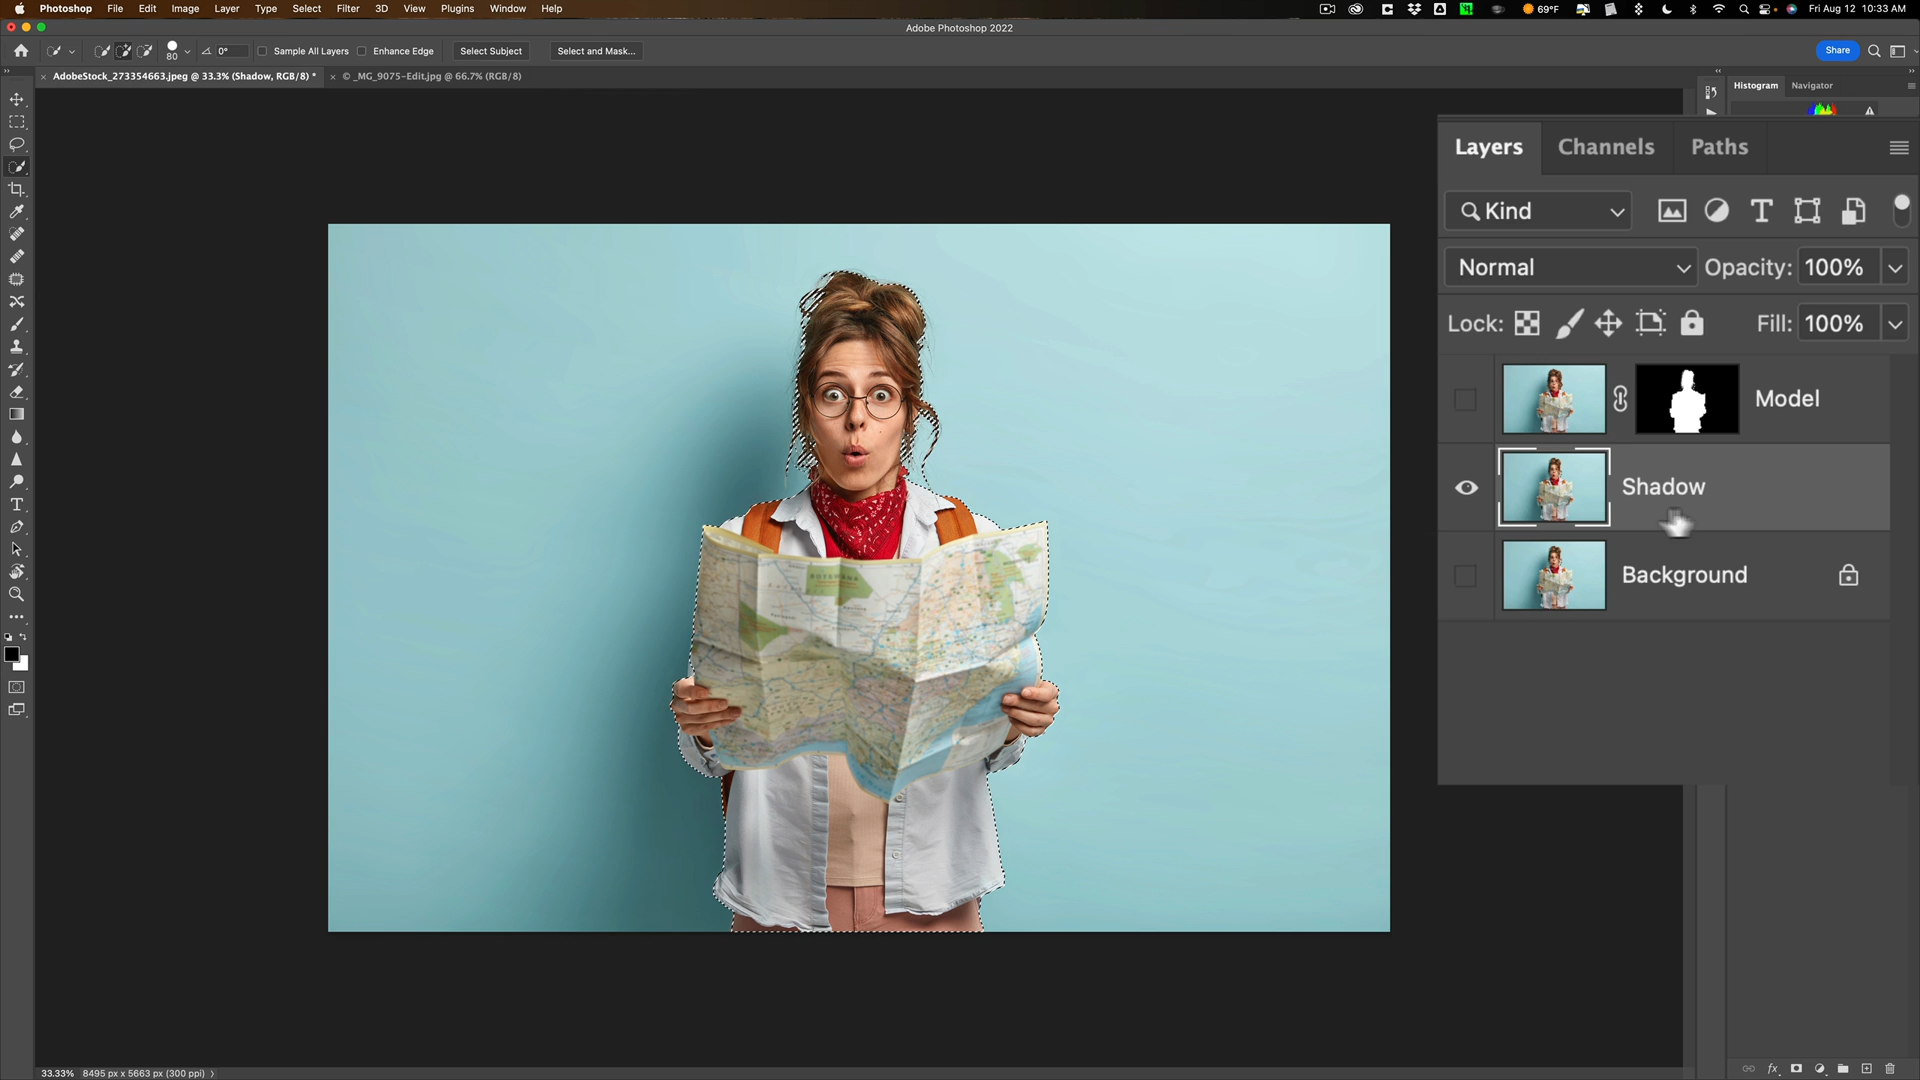 Photoshop File Edit Image Layer Type Select Filter 3D View Plugins Window Help 69°F Fri Aug 12 10:33 AM
Adobe Photoshop 2022
80 0° Sample All Layers Enhance Edge Select Subject Select and Mask... Share
AdobeStock_273354663.jpeg @ 33.3% (Shadow, RGB/8) * © _MG_9075-Edit.jpg @ 66.7% (RGB/8)
Histogram Navigator
Layers Channels Paths
Kind
Normal Opacity: 100%
Lock: Fill: 100%
Model
Shadow
Background
BOTSWANA
33.33% 8495 px x 5663 px (300 ppi)